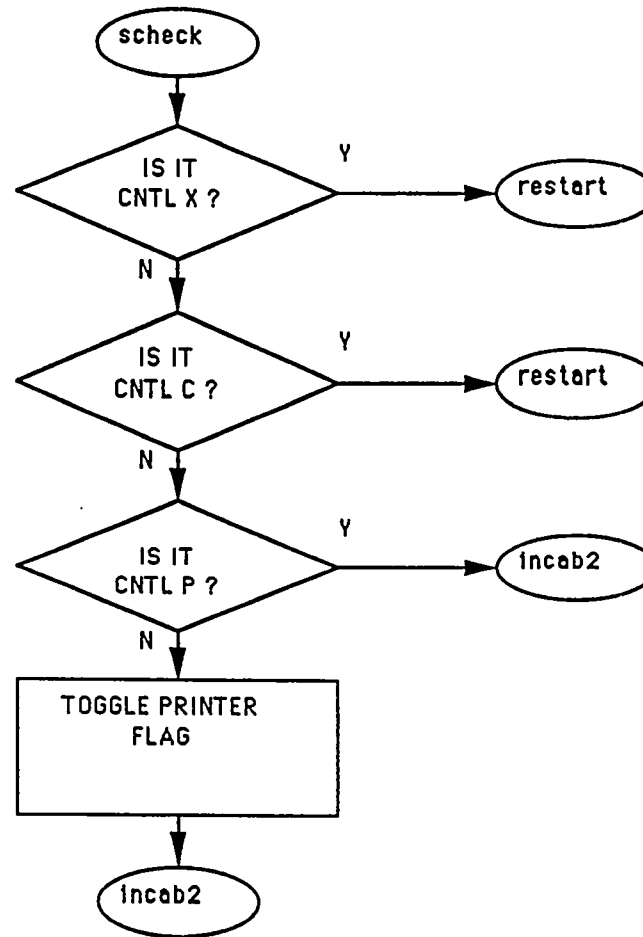 scheck
IS IT
CNTL X ?
Y
restart
N
IS IT
CNTL C ?
Y
restart
N
IS IT
CNTL P ?
Y
incab2
N
TOGGLE PRINTER
FLAG
incab2